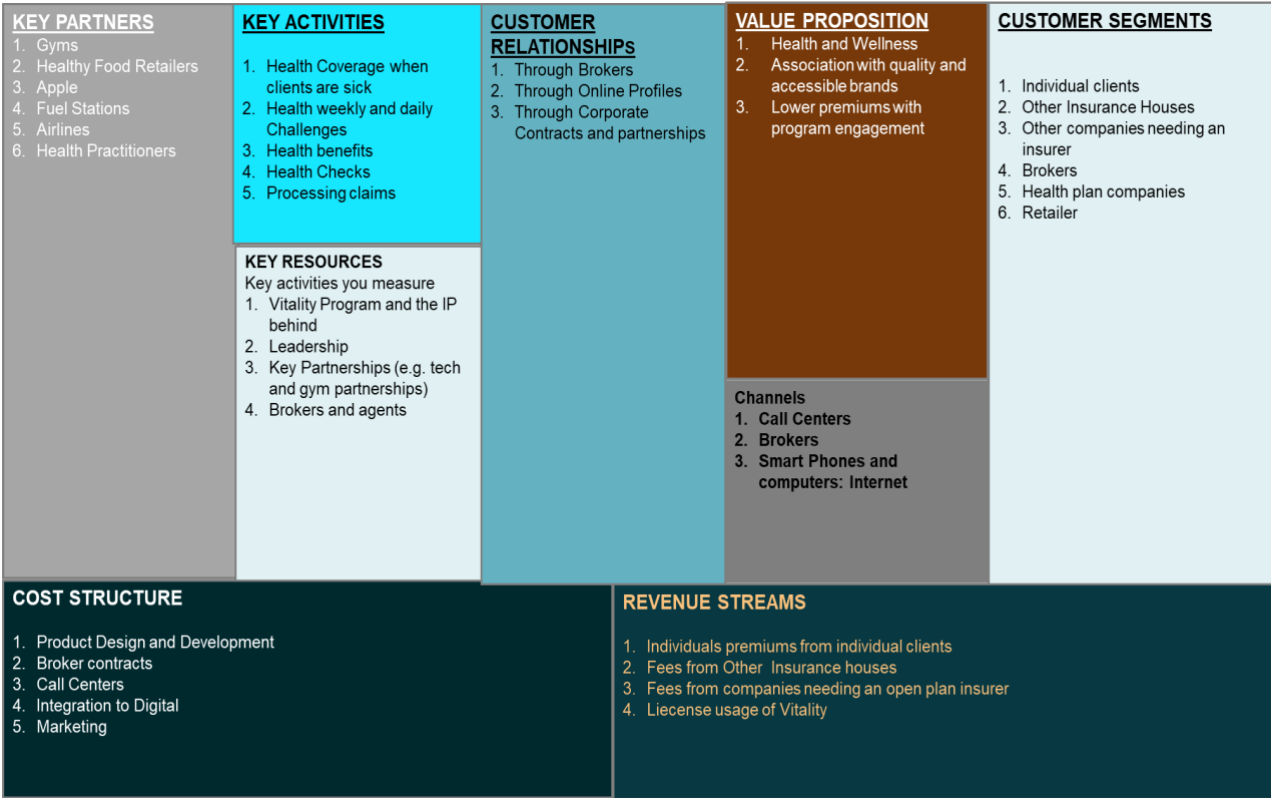 KEY PARTNERS
1. Gyms
2. Healthy Food Retailers
3. Apple
4. Fuel Stations
5. Airlines
6. Health Practitioners
KEY ACTIVITIES
1. Health Coverage when
clients are sick
2. Health weekly and daily
Challenges
3. Health benefits
4. Health Checks
5. Processing claims
KEY RESOURCES
Key activities you measure
1. Vitality Program and the IP
behind
2. Leadership
3. Key Partnerships (e.g. tech
and gym partnerships)
4. Brokers and agents
CUSTOMER
RELATIONSHIPs
1. Through Brokers
2. Through Online Profiles
3. Through Corporate
Contracts and partnerships
VALUE PROPOSITION
1. Health and Wellness
2. Association with quality and
accessible brands
3. Lower premiums with
program engagement
Channels
1. Call Centers
2. Brokers
3. Smart Phones and
computers: Internet
CUSTOMER SEGMENTS
1. Individual clients
2. Other Insurance Houses
3. Other companies needing an
insurer
4. Brokers
5. Health plan companies
6. Retailer
COST STRUCTURE
1. Product Design and Development
2. Broker contracts
3. Call Centers
4. Integration to Digital
5. Marketing
REVENUE STREAMS
1. Individuals premiums from individual clients
2. Fees from Other Insurance houses
3. Fees from companies needing an open plan insurer
4. Liecense usage of Vitality